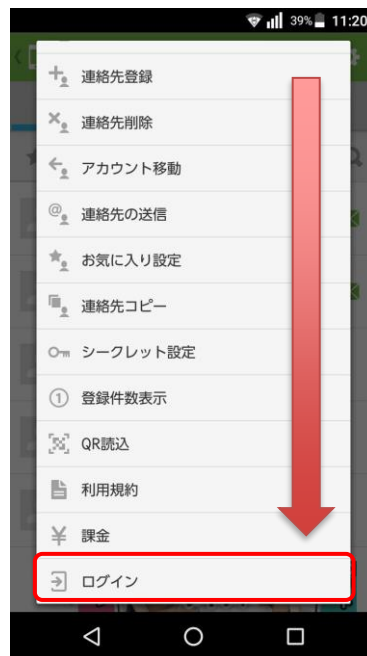 39% 11:20
連絡先登録
連絡先削除
アカウント移動
@ 連絡先の送信
お気に入り設定
連絡先コピー
シークレット設定
1 登録件数表示
QR読込
利用規約
¥ 課金
ログイン